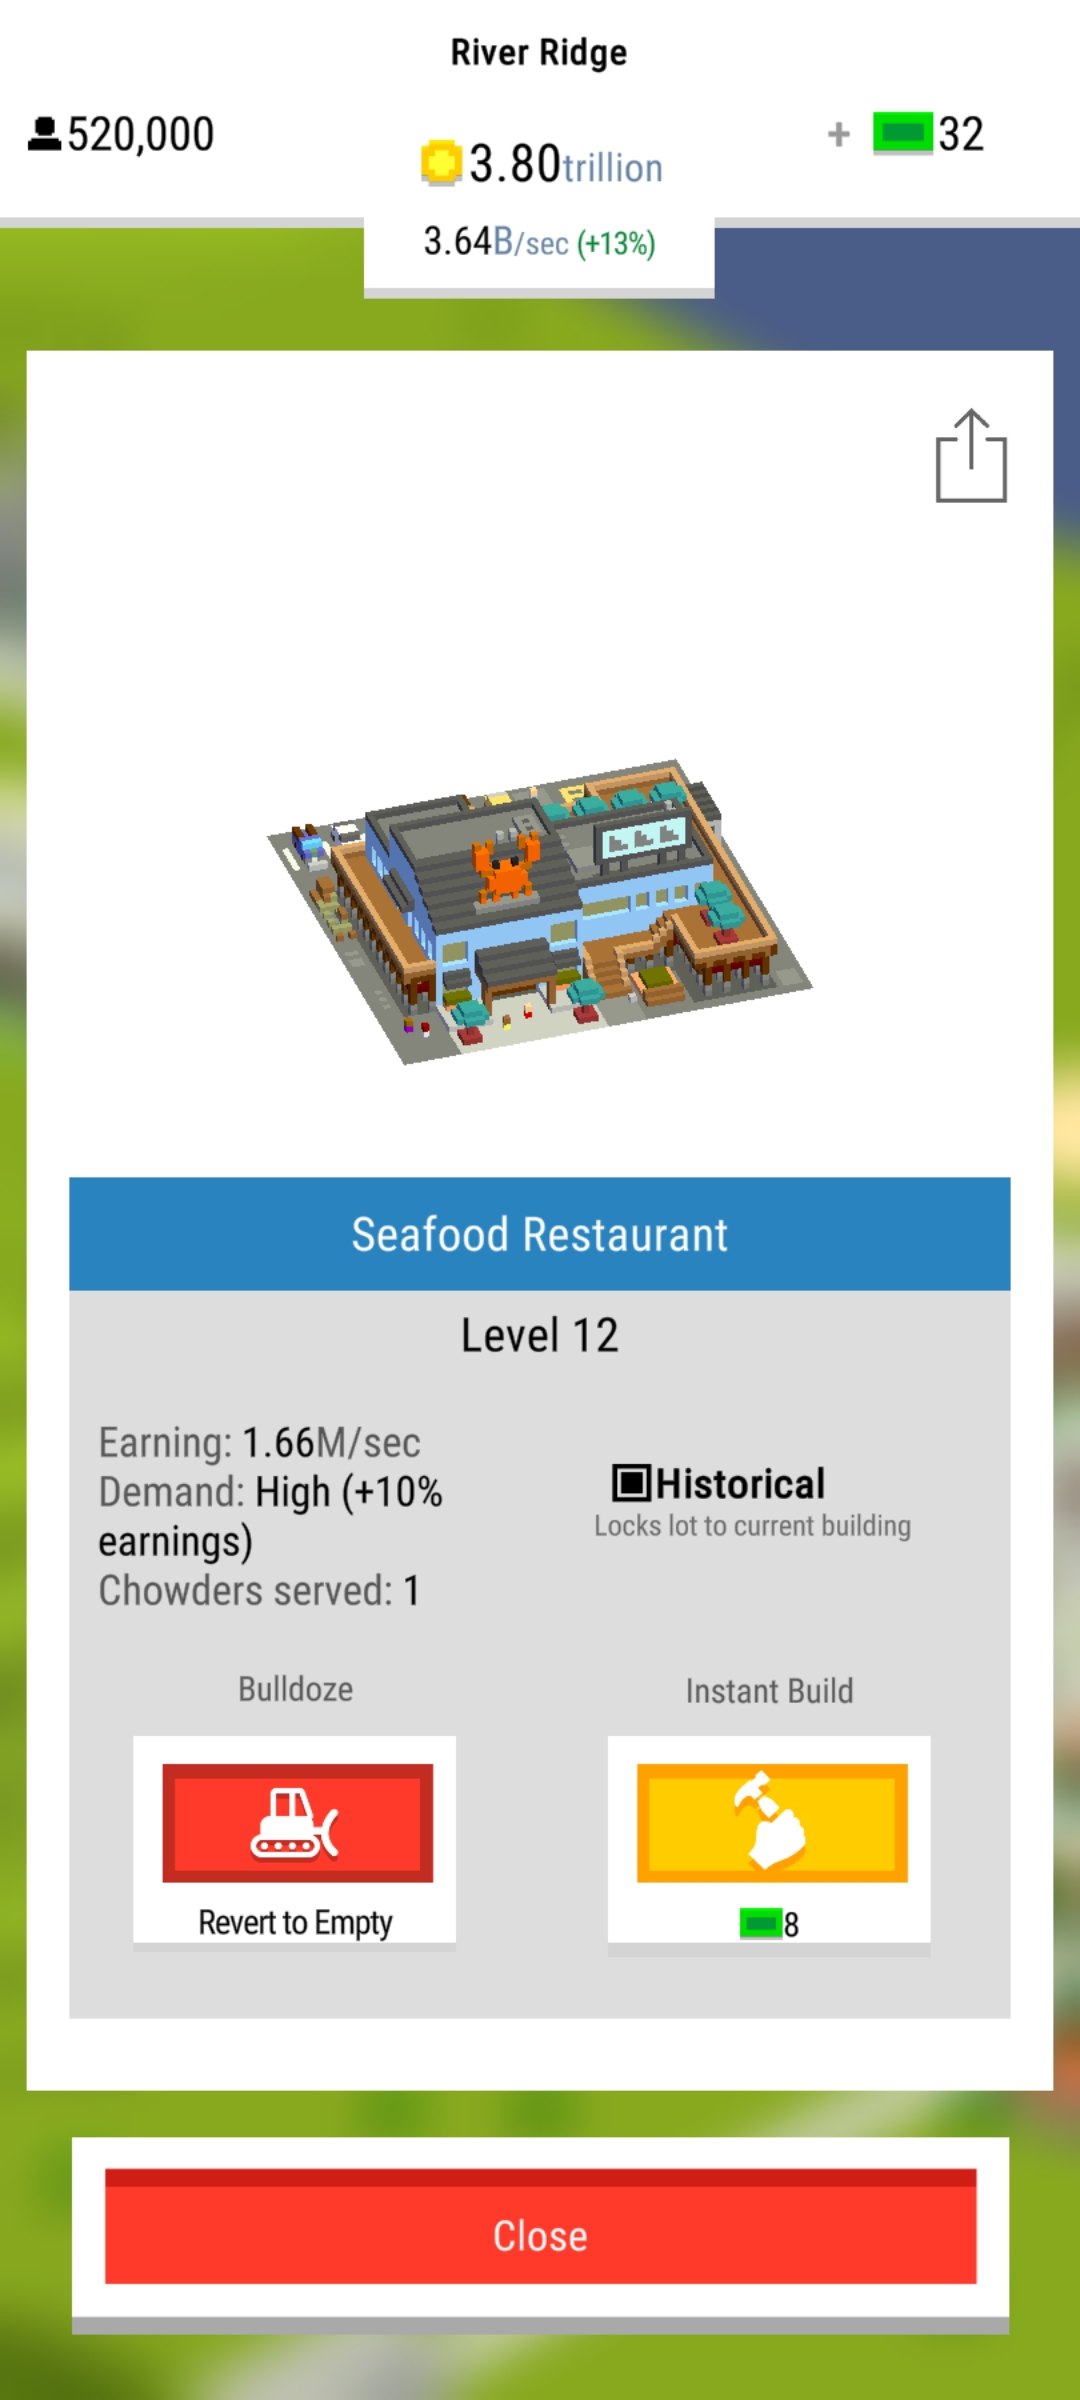 River Ridge
520,000
3.80trillion
+ 32
3.64B/sec (+13%)
Seafood Restaurant
Level 12
Earning: 1.66M/sec
Demand: High (+10%
earnings)
Chowders served: 1
Historical
Locks lot to current building
Bulldoze
Instant Build
Revert to Empty
8
Close